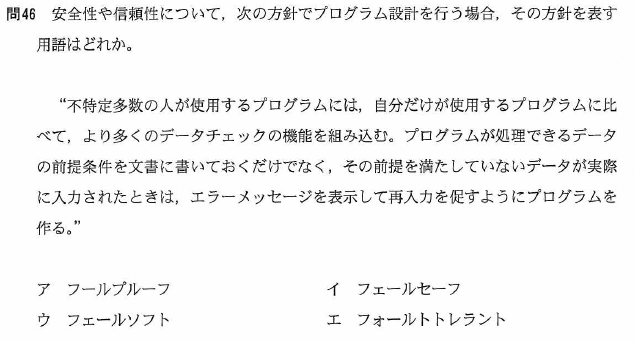 問46 安全性や信頼性について，次の方針でプログラム設計を行う場合，その方針を表す
用語はどれか。
“不特定多数の人が使用するプログラムには，自分だけが使用するプログラムに比
べて，より多くのデータチェックの機能を組み込む。プログラムが処理できるデータ
の前提条件を文書に書いておくだけでなく，その前提を満たしていないデータが実際
に入力されたときは，エラーメッセージを表示して再入力を促すようにプログラムを
作る。”
ア フールプルーフ イ フェールセーフ
ウ フェールソフト エ フォールトトレラント